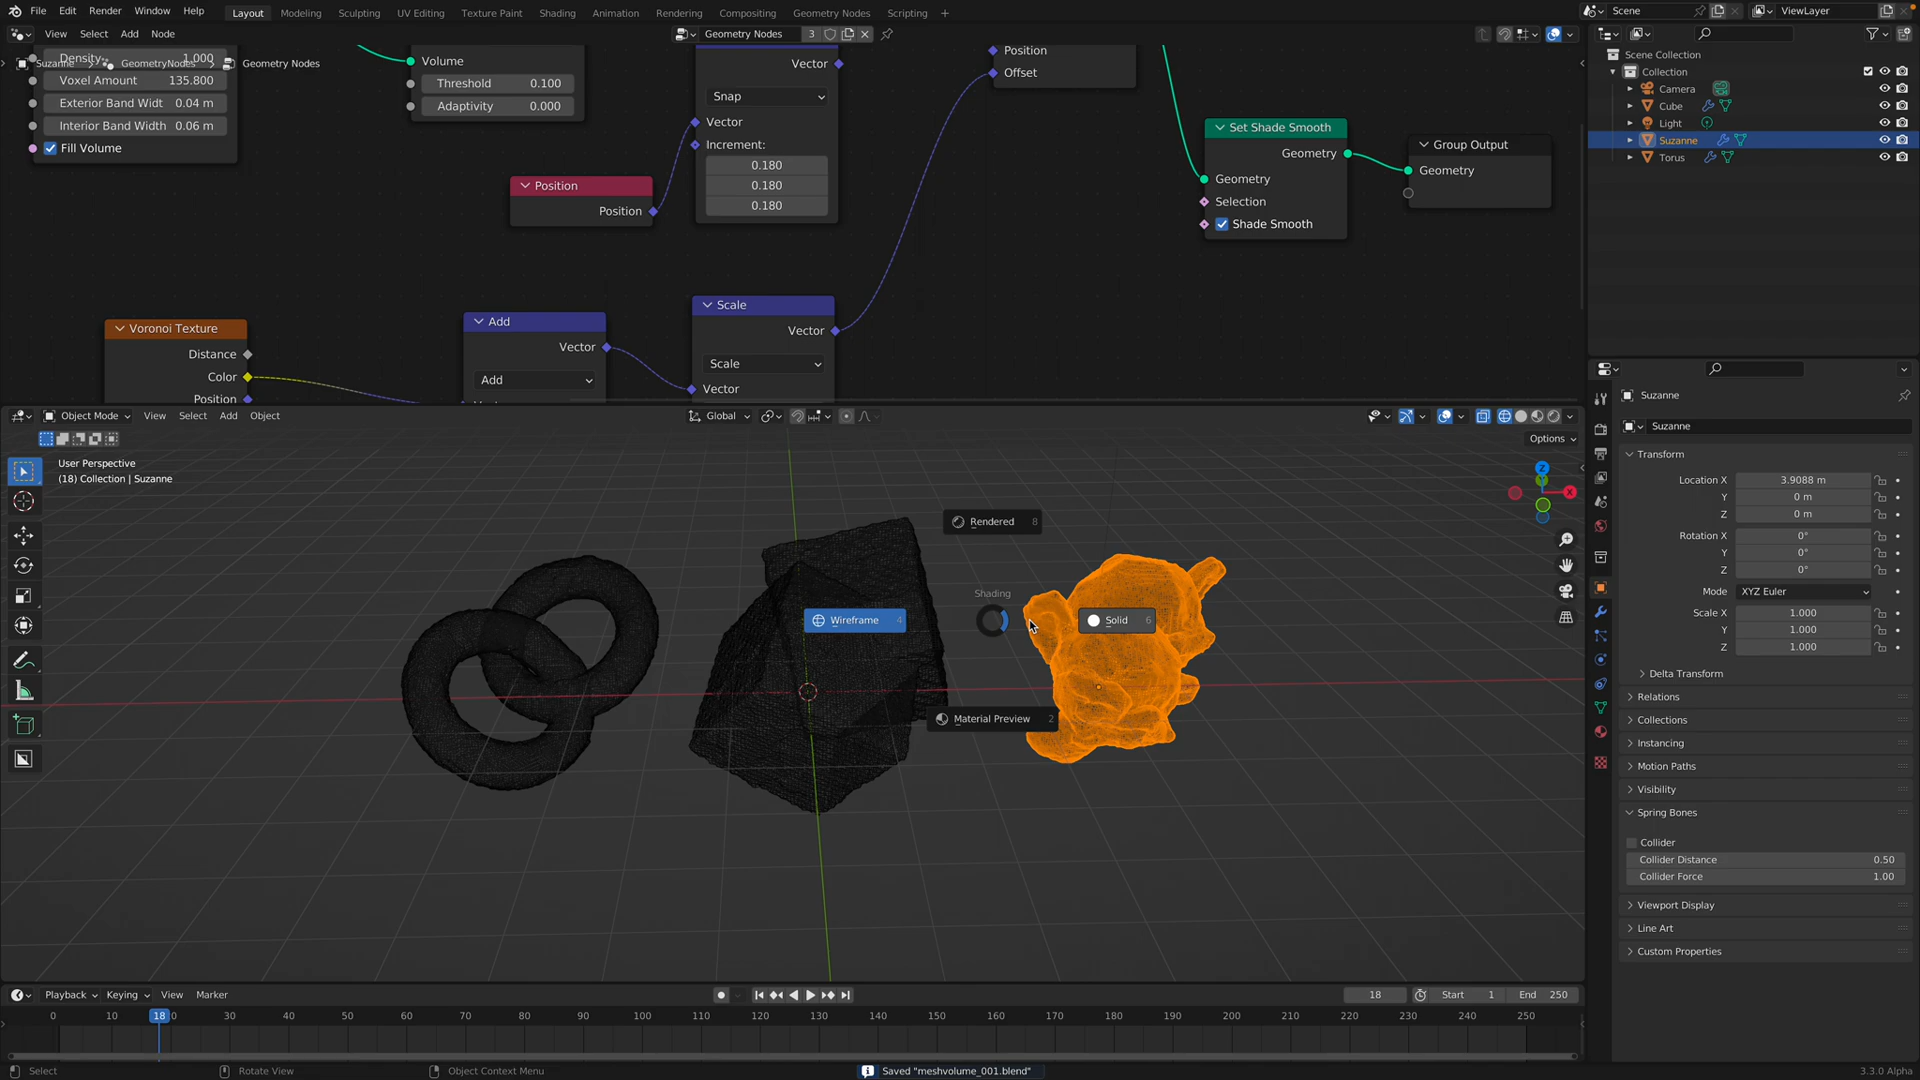 File Edit Render Window Help Layout Modeling Sculpting UV Editing Texture Paint Shading Animation Rendering Compositing Geometry Nodes Scripting + Scene ViewLayer
View Select Add Node Geometry Nodes 3
Suzanne GeometryNodes Geometry Nodes
Density 1.000
Voxel Amount 135.800
Exterior Band Widt 0.04 m
Interior Band Width 0.06 m
Fill Volume
Volume
Threshold 0.100
Adaptivity 0.000
Position
Position
Vector
Snap
Vector
Increment:
0.180
0.180
0.180
Position
Offset
Set Shade Smooth
Geometry
Geometry
Selection
Shade Smooth
Group Output
Geometry
Voronoi Texture
Distance
Color
Position
Add
Vector
Add
Scale
Vector
Scale
Vector
Scene Collection
Collection
Camera
Cube
Light
Suzanne
Torus
Object Mode View Select Add Object Global
Options
User Perspective
(18) Collection | Suzanne
X
Z
Rendered 8
Shading
Wireframe 4
Solid 6
Material Preview 2
Suzanne
Suzanne
Transform
Location X 3.9088 m
Y 0 m
Z 0 m
Rotation X 0°
Y 0°
Z 0°
Mode XYZ Euler
Scale X 1.000
Y 1.000
Z 1.000
Delta Transform
Relations
Collections
Instancing
Motion Paths
Visibility
Spring Bones
Collider
Collider Distance 0.50
Collider Force 1.00
Viewport Display
Line Art
Custom Properties
Playback Keying View Marker 18 Start 1 End 250
0 10 18 20 30 40 50 60 70 80 90 100 110 120 130 140 150 160 170 180 190 200 210 220 230 240 250
Select Rotate View Object Context Menu Saved "meshvolume_001.blend" 3.3.0 Alpha